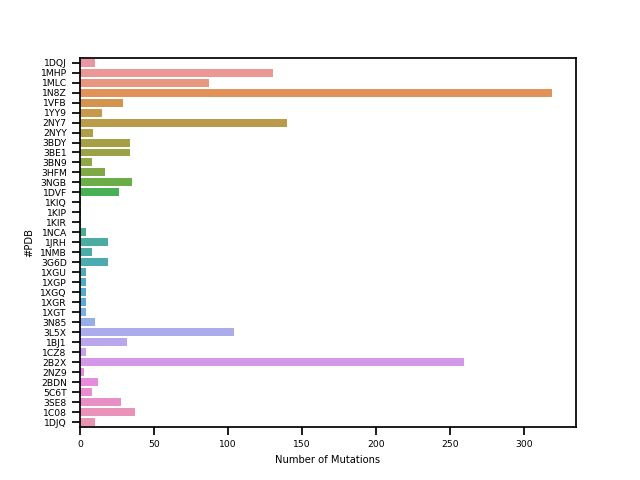 1DQJ
1MHP
1MLC
1N8Z
1VFB
1YY9
2NY7
2NYY
3BDY
3BE1
3BN9
3HFM
3NGB
1DVF
1KIQ
1KIP
1KIR
1NCA
1JRH
1NMB
3G6D
1XGU
1XGP
1XGQ
1XGR
1XGT
3N85
3L5X
1BJ1
1CZ8
2B2X
2NZ9
2BDN
5C6T
3SE8
1C08
1DJQ
#PDB
0 50 100 150 200 250 300
Number of Mutations